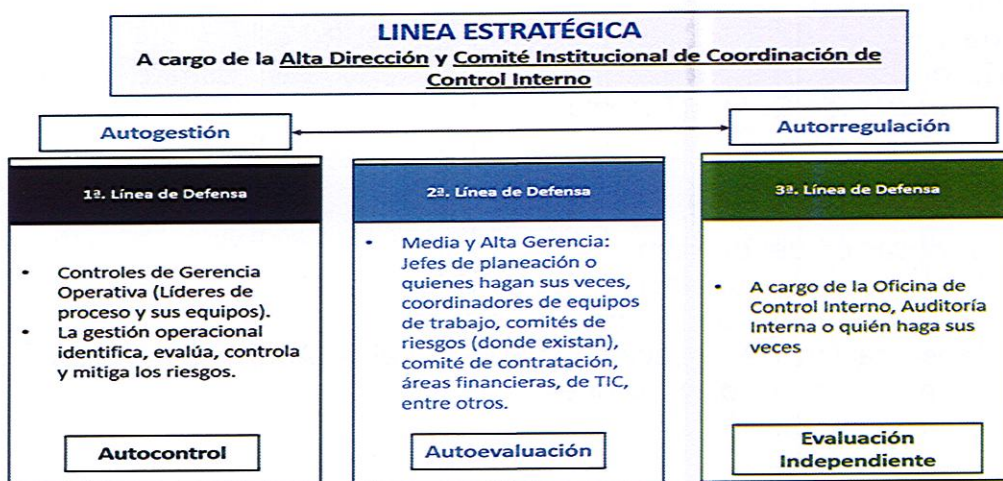 LINEA ESTRATÉGICA
A cargo de la Alta Dirección y Comité Institucional de Coordinación de
Control Interno
Autogestión
Autorregulación
1ª. Línea de Defensa
• Controles de Gerencia
Operativa (Líderes de
proceso y sus equipos).
• La gestión operacional
identifica, evalúa, controla
y mitiga los riesgos.
Autocontrol
2ª. Línea de Defensa
• Media y Alta Gerencia:
Jefes de planeación o
quienes hagan sus veces,
coordinadores de equipos
de trabajo, comités de
riesgos (donde existan),
comité de contratación,
áreas financieras, de TIC,
entre otros.
Autoevaluación
3ª. Línea de Defensa
• A cargo de la Oficina de
Control Interno, Auditoría
Interna o quién haga sus
veces
Evaluación
Independiente